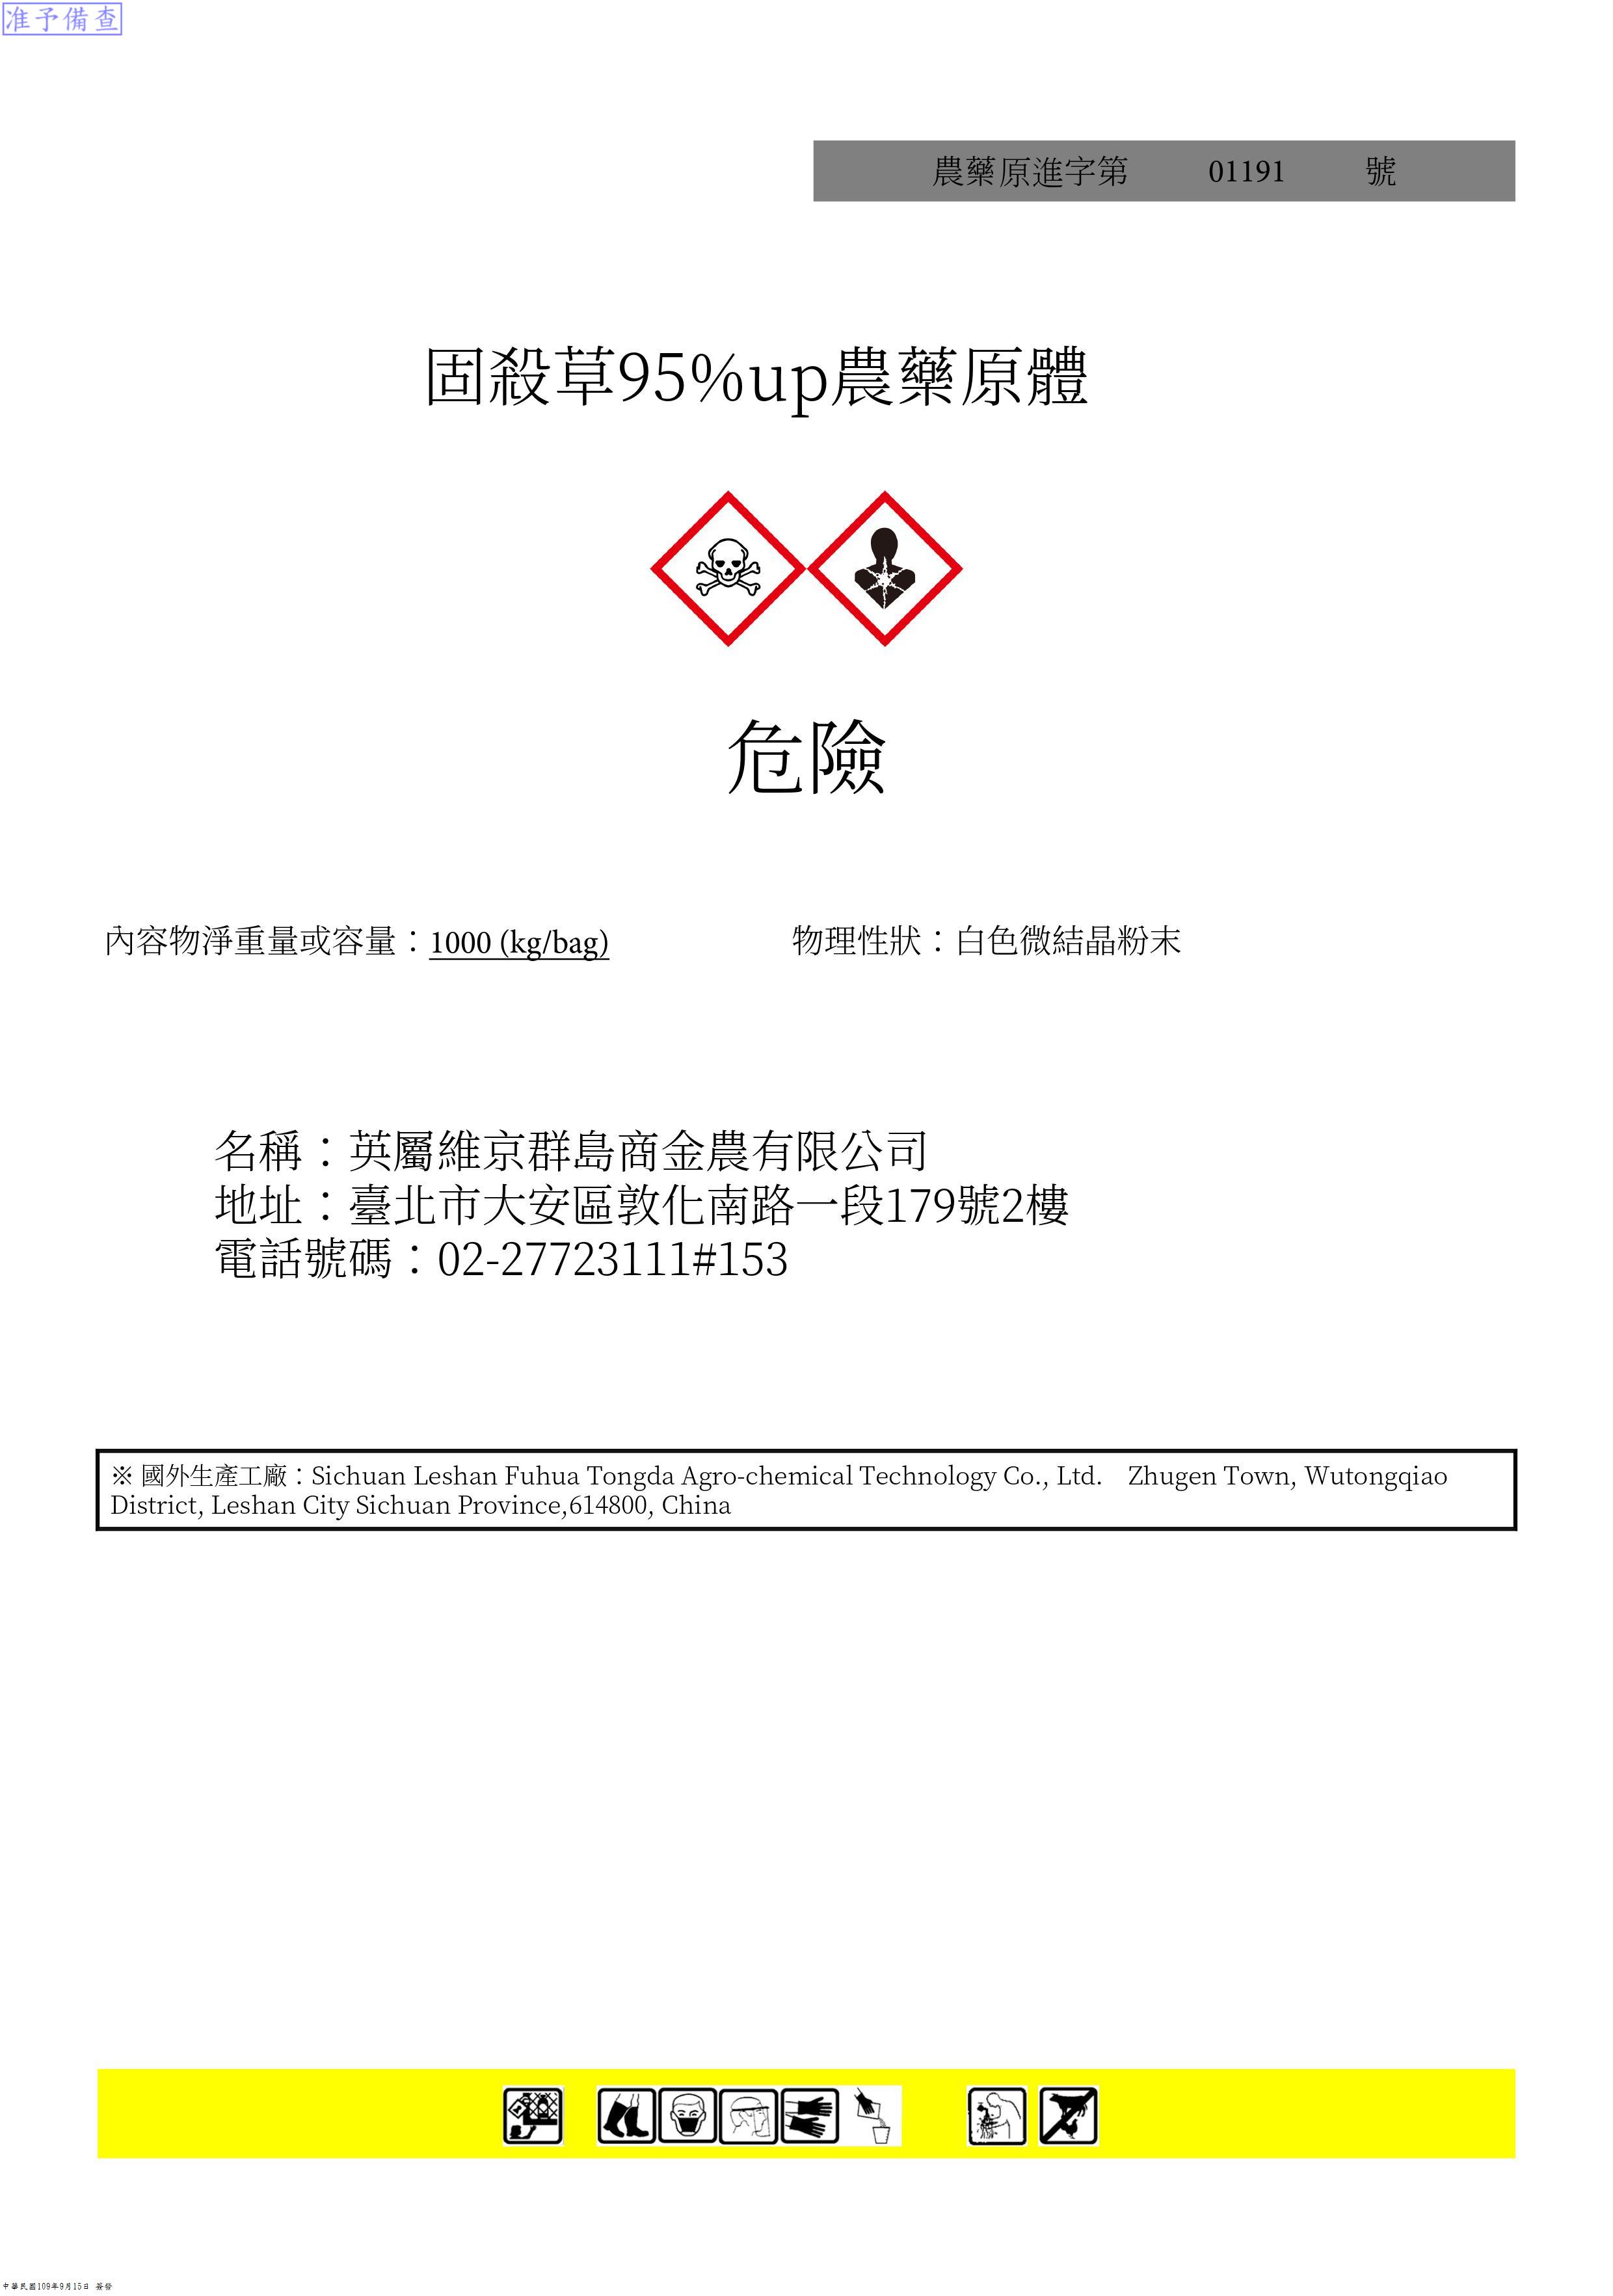 准予備查
農藥原進字第 01191 號
固殺草95%up農藥原體
危險
內容物淨重量或容量：1000 (kg/bag) 物理性狀：白色微結晶粉末
名稱：英屬維京群島商金農有限公司
地址：臺北市大安區敦化南路一段179號2樓
電話號碼：02-27723111#153
※ 國外生產工廠：Sichuan Leshan Fuhua Tongda Agro-chemical Technology Co., Ltd. Zhugen Town, Wutongqiao
District, Leshan City Sichuan Province,614800, China
中華民國109年9月15日 簽發